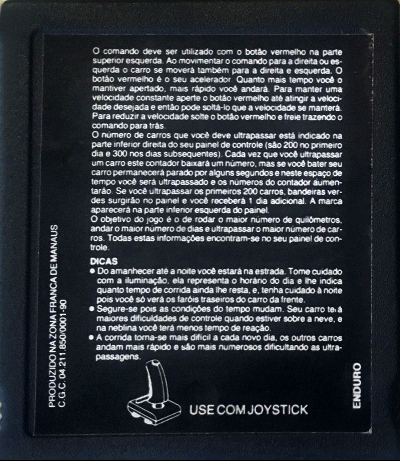 O comando deve ser utilizado com o botão vermelho na parte
superior esquerda. Ao movimentar o comando para a direita ou es-
querda o carro se moverá também para a direita e esquerda. O
botão vermelho é o seu acelerador. Quanto mais tempo você o
mantiver apertado, mais rápido você andará. Para manter uma
velocidade constante aperte o botão vermelho até atingir a veloci-
dade desejada e então pode soltá-lo que a velocidade se manterá.
Para reduzir a velocidade solte o botão vermelho e freie trazendo o
comando para trás.
O número de carros que você deve ultrapassar está indicado na
parte inferior direita do seu painel de controle (são 200 no primeiro
dia e 300 nos dias subsequentes). Cada vez que você ultrapassar
um carro este contador baixará um número, mas se você bater seu
carro permanecerá parado por alguns segundos e neste espaço de
tempo você será ultrapassado e os números do contador aumen-
tarão. Se você ultrapassar os primeiros 200 carros, bandeiras ver-
des surgirão no painel e você receberá 1 dia adicional. A marca
aparecerá na parte inferior esquerda do painel.
O objetivo do jogo é o de rodar o maior número de quilômetros,
andar o maior número de dias e ultrapassar o maior número de car-
ros. Todas estas informações encontram-se no seu painel de con-
trole.
DICAS
● Do amanhecer até a noite você estará na estrada. Tome cuidado
com a iluminação, ela representa o horário do dia e lhe indica
quanto tempo de corrida ainda lhe resta, e, tenha cuidado à noite
pois você só verá os faróis traseiros do carro da frente.
● Segure-se pois as condições do tempo mudam. Seu carro terá
maiores dificuldades de controle quando estiver sobre a neve, e
na neblina você terá menos tempo de reação.
● A corrida torna-se mais difícil a cada novo dia, os outros carros
andam mais rápido e são mais numerosos dificultando as ultra-
passagens.
USE COM JOYSTICK
ENDURO
PRODUZIDO NA ZONA FRANCA DE MANAUS
C.G.C. 04.211.850/0001-90